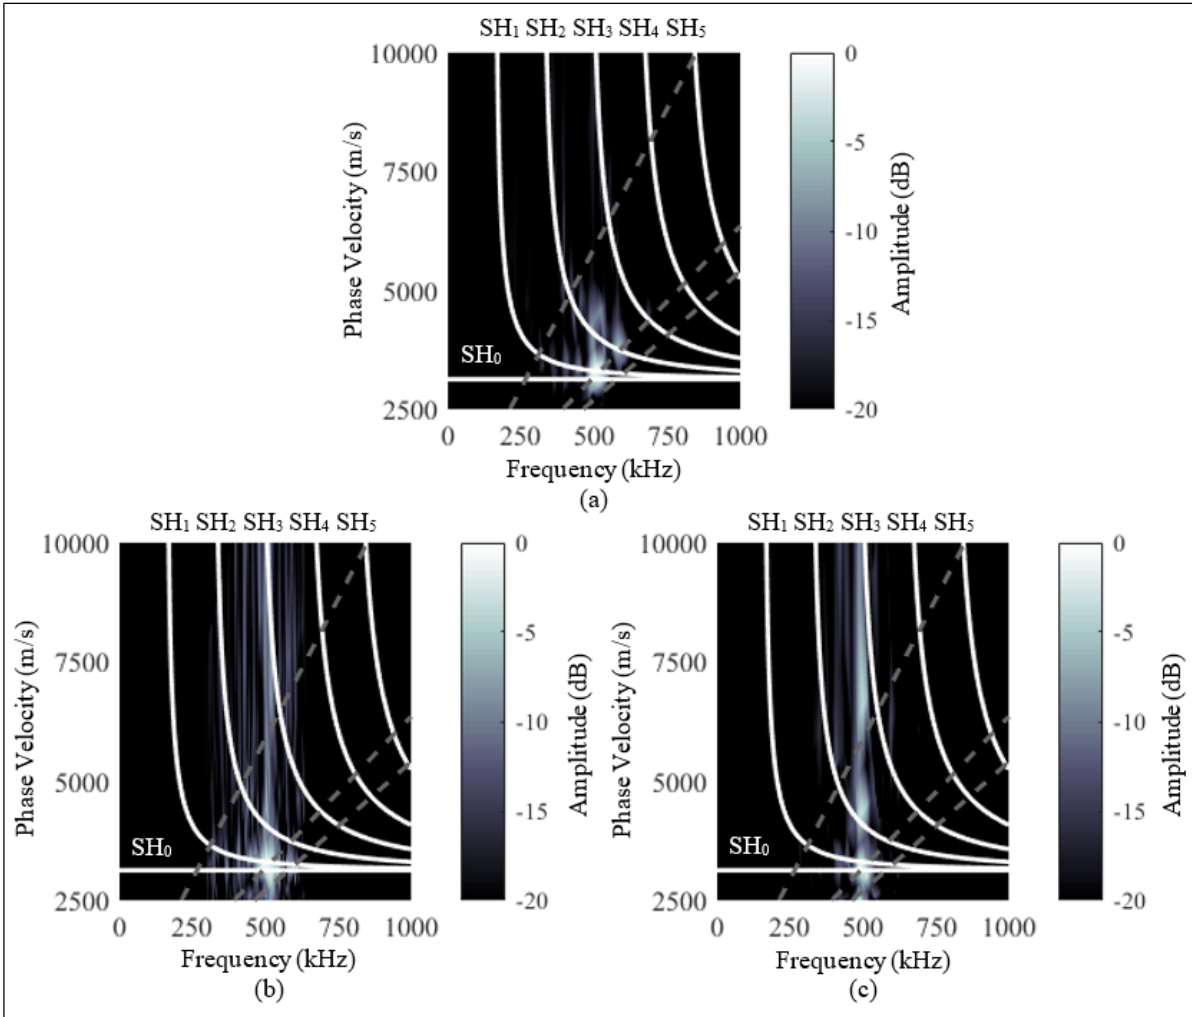 SH₁ SH₂ SH₃ SH₄ SH₅
10000
7500
5000
2500
Phase Velocity (m/s)
SH₀
0 250 500 750 1000
Frequency (kHz)
0
-5
-10
-15
-20
Amplitude (dB)
(a)
SH₁ SH₂ SH₃ SH₄ SH₅
10000
7500
5000
2500
Phase Velocity (m/s)
SH₀
0 250 500 750 1000
Frequency (kHz)
0
-5
-10
-15
-20
Amplitude (dB)
(b)
SH₁ SH₂ SH₃ SH₄ SH₅
10000
7500
5000
2500
Phase Velocity (m/s)
SH₀
0 250 500 750 1000
Frequency (kHz)
0
-5
-10
-15
-20
Amplitude (dB)
(c)